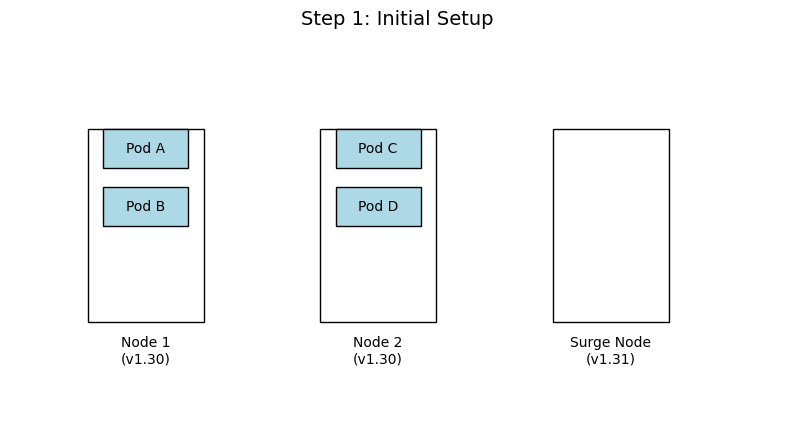 Step 1: Initial Setup
Pod A
Pod B
Node 1
(v1.30)
Pod C
Pod D
Node 2
(v1.30)
Surge Node
(v1.31)